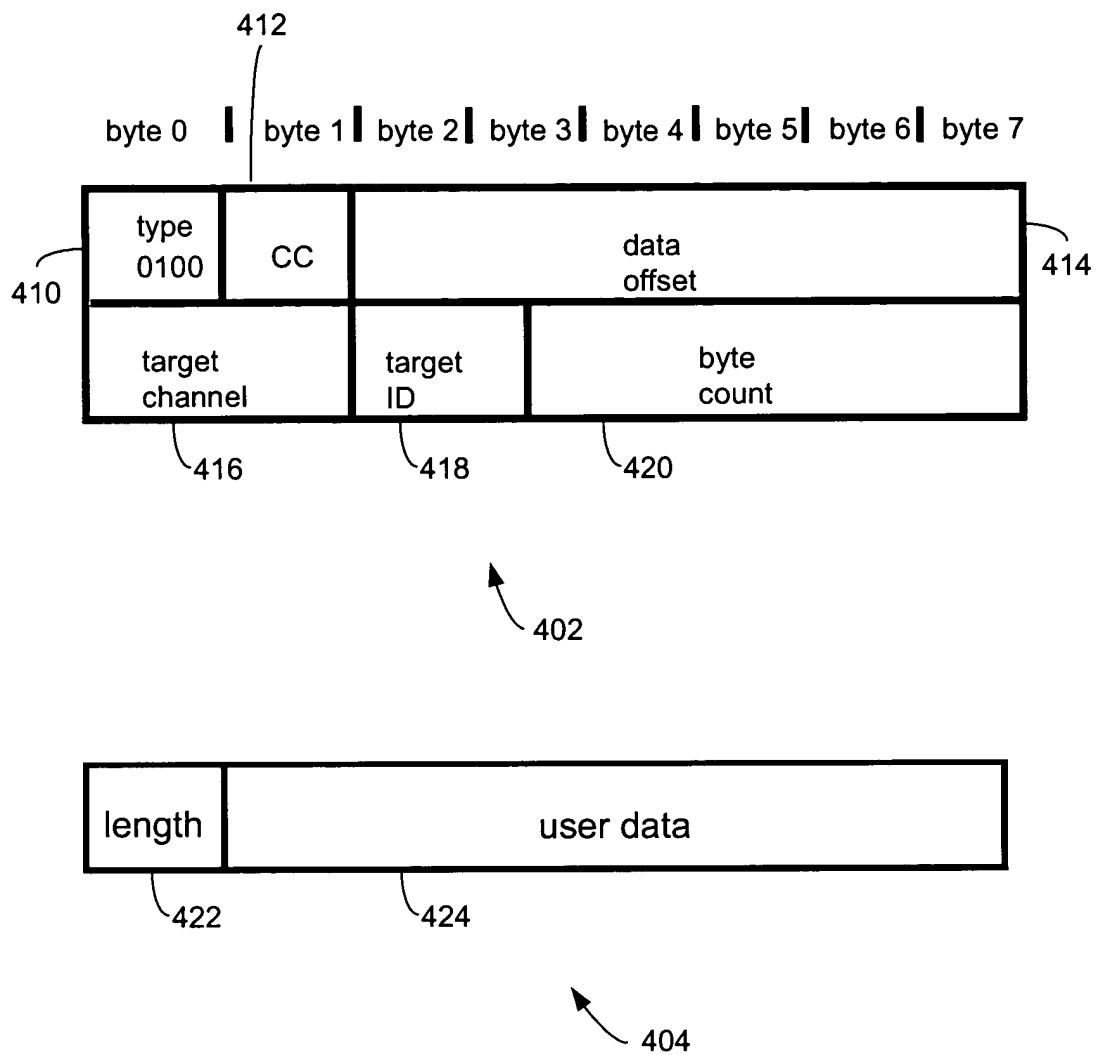 412
byte 0 | byte 1 | byte 2 | byte 3 | byte 4 | byte 5 | byte 6 | byte 7
type
0100
CC
data
offset
410
414
target
channel
target
ID
byte
count
416
418
420
402
length
user data
422
424
404